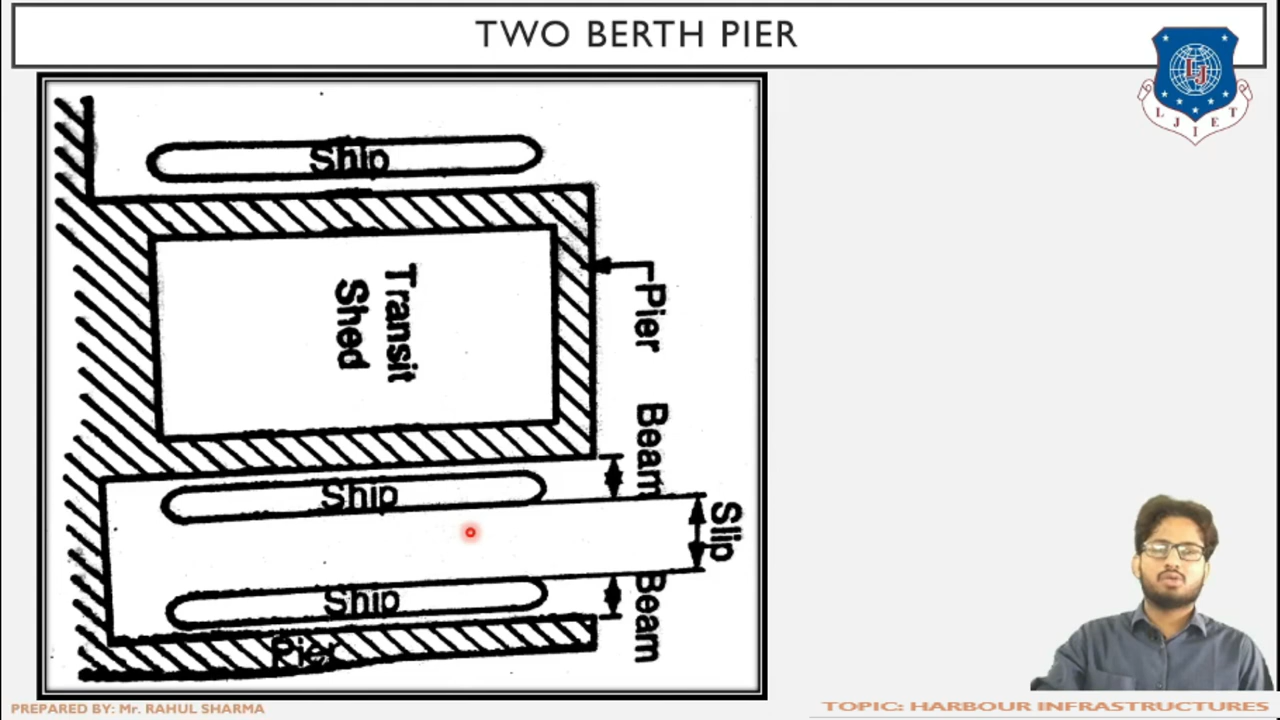 TWO BERTH PIER
L J I E T
LJ
Ship
Transit
Shed
Pier
Beam
Ship
Slip
Ship
Beam
Pier
PREPARED BY: Mr. RAHUL SHARMA
TOPIC: HARBOUR INFRASTRUCTURES